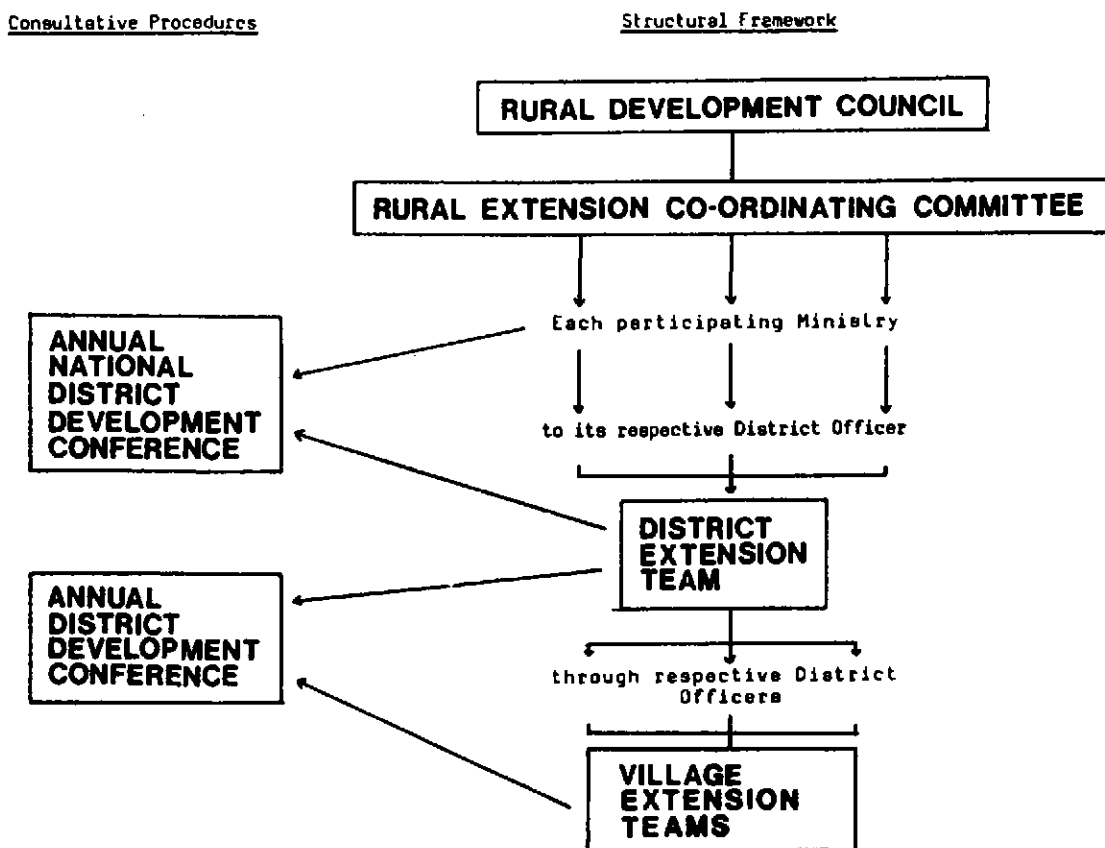 Consultative Procedures
Structural Framework
RURAL DEVELOPMENT COUNCIL
RURAL EXTENSION CO-ORDINATING COMMITTEE
Each participating Ministry
ANNUAL
NATIONAL
DISTRICT
DEVELOPMENT
CONFERENCE
to its respective District Officer
DISTRICT
EXTENSION
TEAM
ANNUAL
DISTRICT
DEVELOPMENT
CONFERENCE
through respective District
Officers
VILLAGE
EXTENSION
TEAMS